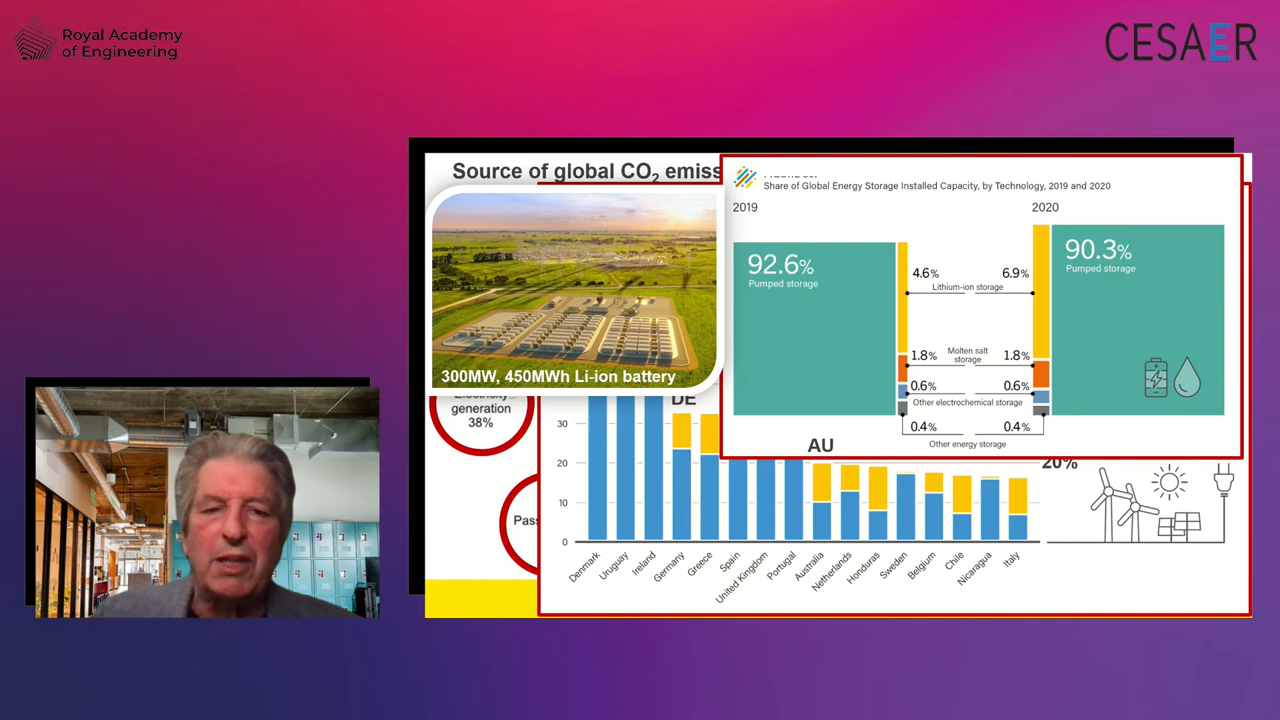 Royal Academy
of Engineering
CESAER
Source of global CO₂ emiss
Share of Global Energy Storage Installed Capacity, by Technology, 2019 and 2020
2019
2020
92.6%
Pumped storage
90.3%
Pumped storage
4.6%
6.9%
Lithium-ion storage
1.8%
Molten salt
storage
1.8%
0.6%
0.6%
Other electrochemical storage
0.4%
0.4%
Other energy storage
300MW, 450MWh Li-ion battery
generation
38%
Pass
DE
AU
20%
30
20
10
0
Denmark
Uruguay
Ireland
Germany
Greece
Spain
United Kingdom
Portugal
Australia
Netherlands
Honduras
Sweden
Belgium
Chile
Nicaragua
Italy